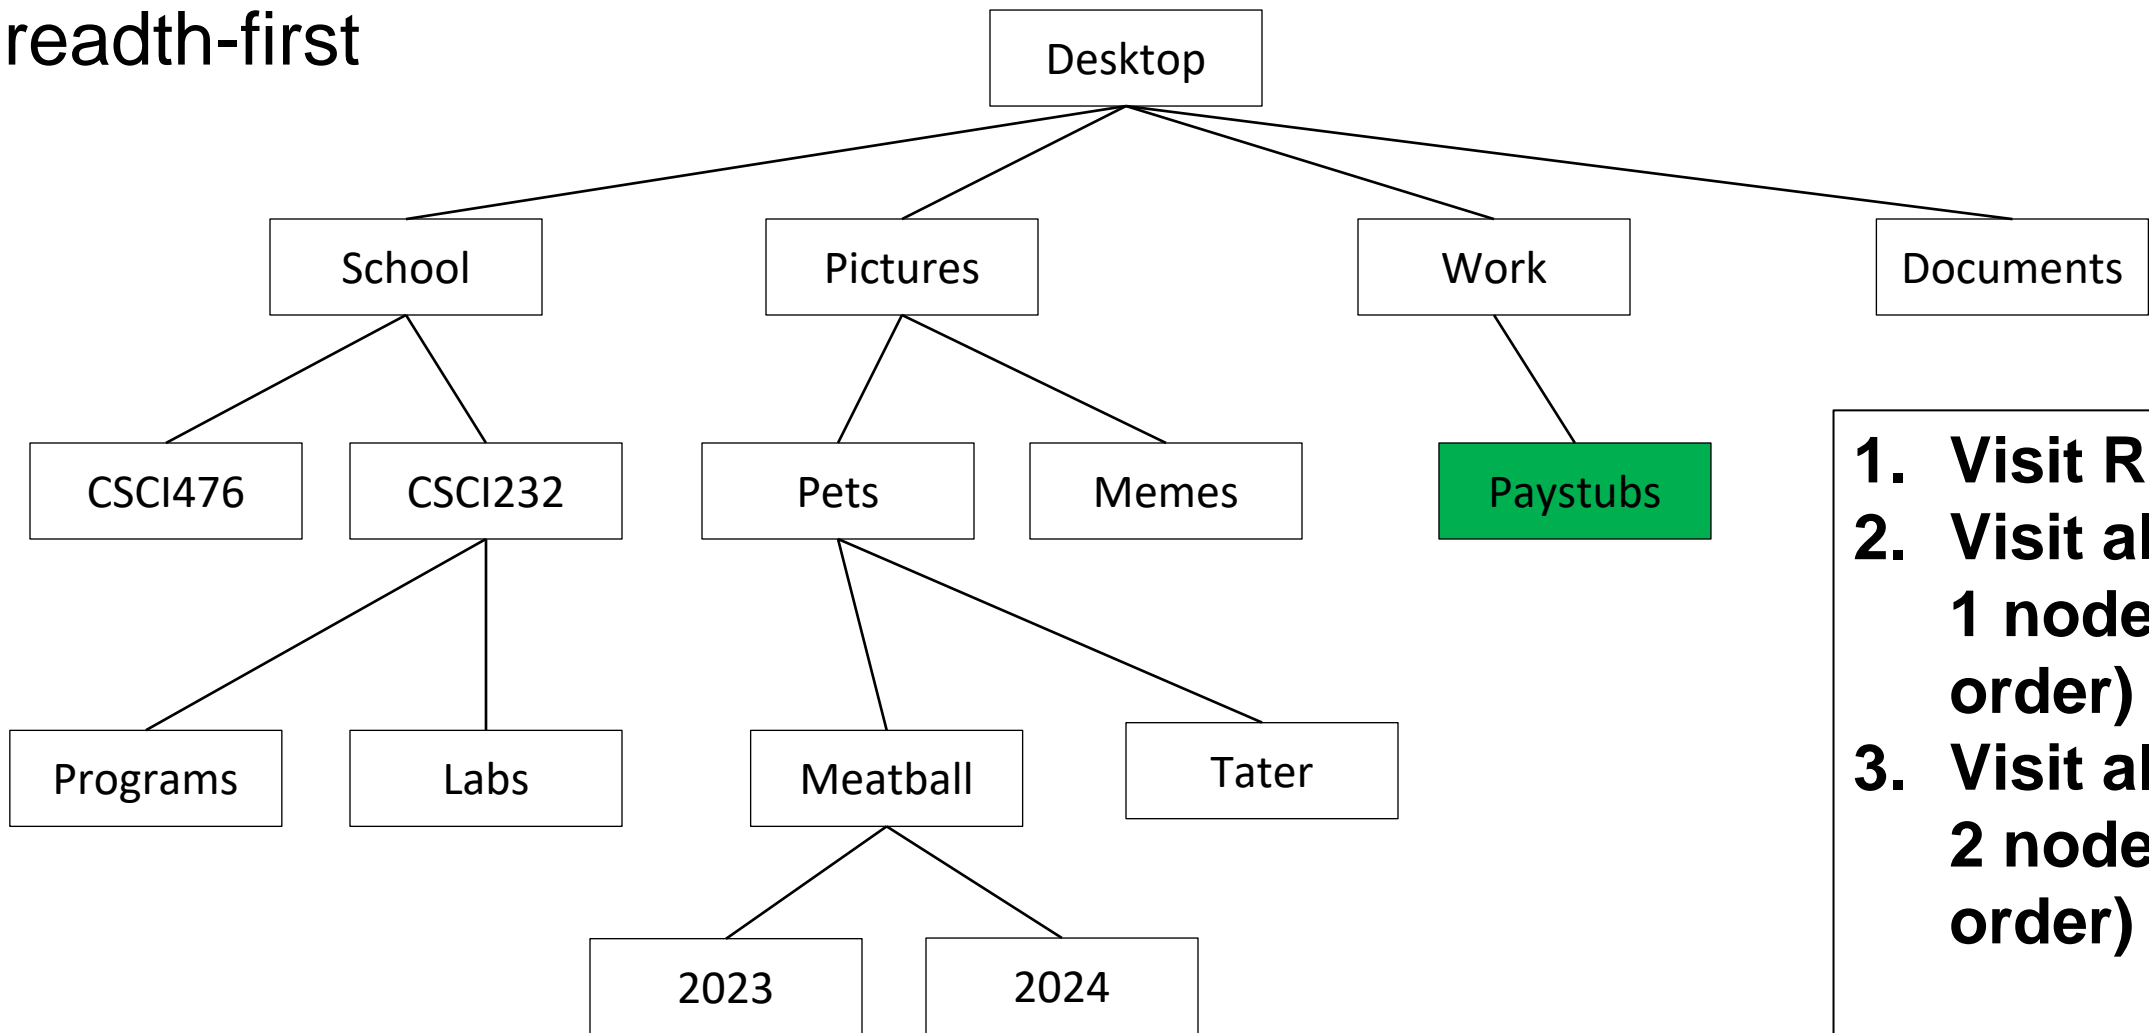 readth-first
Desktop
School Pictures Work Documents
CSCI476 CSCI232 Pets Memes Paystubs
Programs Labs Meatball Tater
2023 2024
1. Visit R
2. Visit al
1 node
order)
3. Visit al
2 node
order)